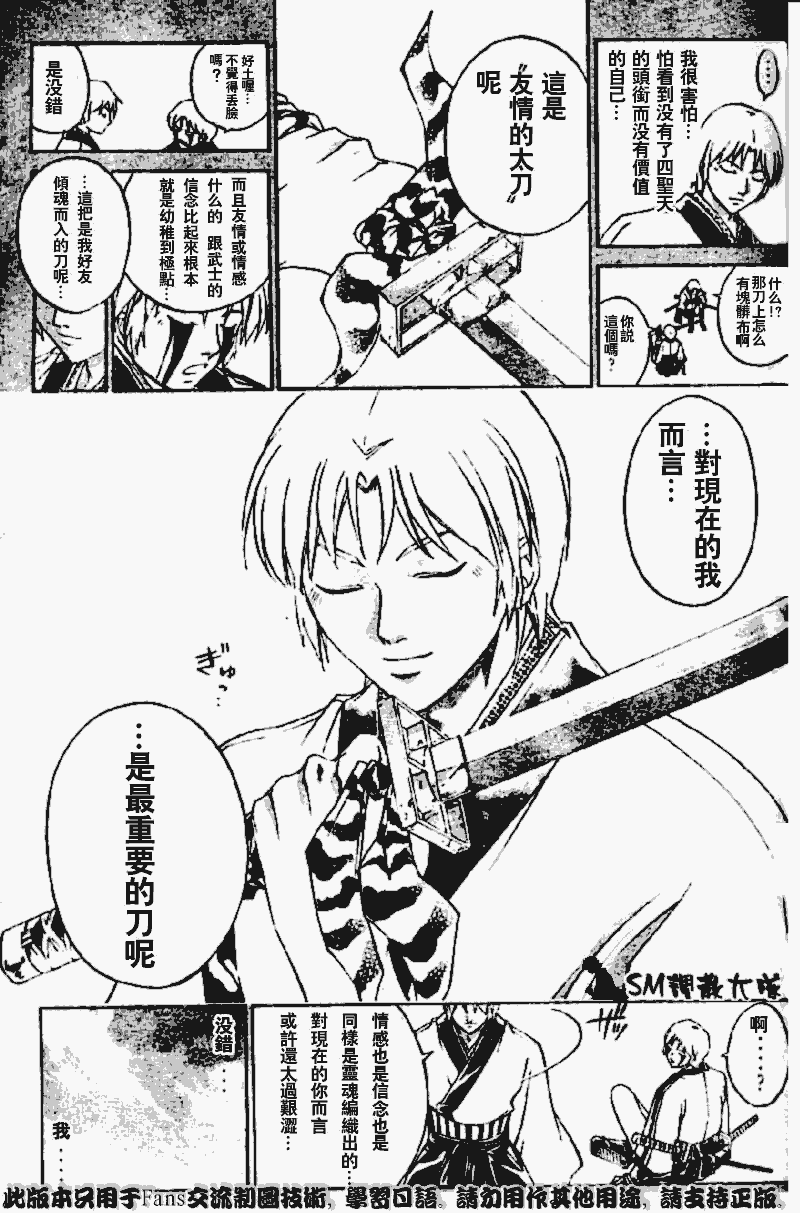 ……
我很害怕…
怕看到没有了四聖天
的頭銜而没有價值
的自己…
什么!?
那刀上怎么
有塊髒布啊
你說
這個嗎?
這是
“友情的太刀”
呢
好土喔…
不覺得丟臉
嗎?
是没錯
而且友情或情感
什么的 跟武士的
信念比起來根本
就是幼稚到極點…
…這把是我好友
傾魂而入的刀呢…
…對現在的我
而言…
ぎゅっ…
…是最重要的刀呢
SM譯義大隊
啊……?
ザッ
情感也是信念也是
同樣是靈魂編織出的…
對現在的你而言
或許還太過艱澀…
没錯……
我……
此版本只用于Fans交流制圖技術, 學習日語。請勿用作其他用途, 請支持正版。